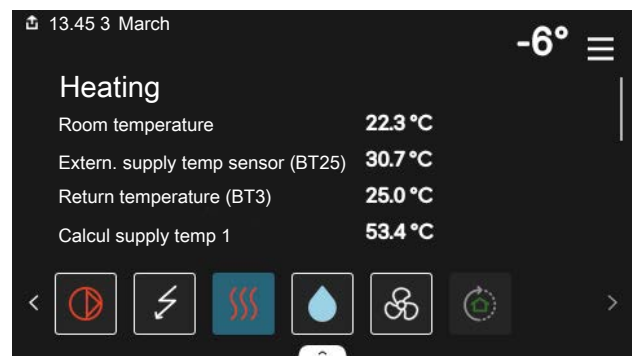 13.45 3 March
-6°
Heating
Room temperature 22.3 °C
Extern. supply temp sensor (BT25) 30.7 °C
Return temperature (BT3) 25.0 °C
Calcul supply temp 1 53.4 °C